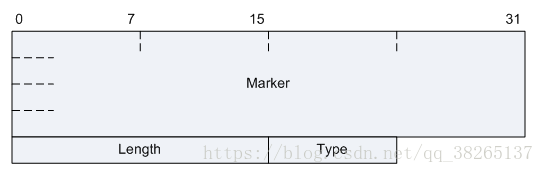 0 7 15 31
Marker
Length Type
https://blog.csdn.net/qq_38265137